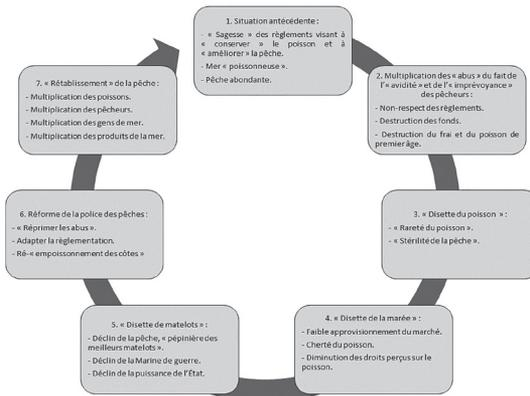 1. Situation antécédente :
- « Sagesse » des règlements visant à
« conserver » le poisson et à
« améliorer » la pêche.
- Mer « poissonneuse ».
- Pêche abondante.
2. Multiplication des « abus » du fait de
l'« avidité » et de l'« imprévoyance »
des pêcheurs :
- Non-respect des règlements.
- Destruction des fonds.
- Destruction du frai et du poisson de
premier âge.
3. « Disette du poisson » :
- « Rareté du poisson ».
- « Stérilité de la pêche ».
4. « Disette de la marée » :
- Faible approvisionnement du marché.
- Cherté du poisson.
- Diminution des droits perçus sur le
poisson.
5. « Disette de matelots » :
- Déclin de la pêche, « pépinière des
meilleurs matelots ».
- Déclin de la Marine de guerre.
- Déclin de la puissance de l'État.
6. Réforme de la police des pêches :
- « Réprimer les abus ».
- Adapter la règlementation.
- Ré-« empoissonnement des côtes »
7. « Rétablissement » de la pêche :
- Multiplication des poissons.
- Multiplication des pêcheurs.
- Multiplication des gens de mer.
- Multiplication des produits de la mer.